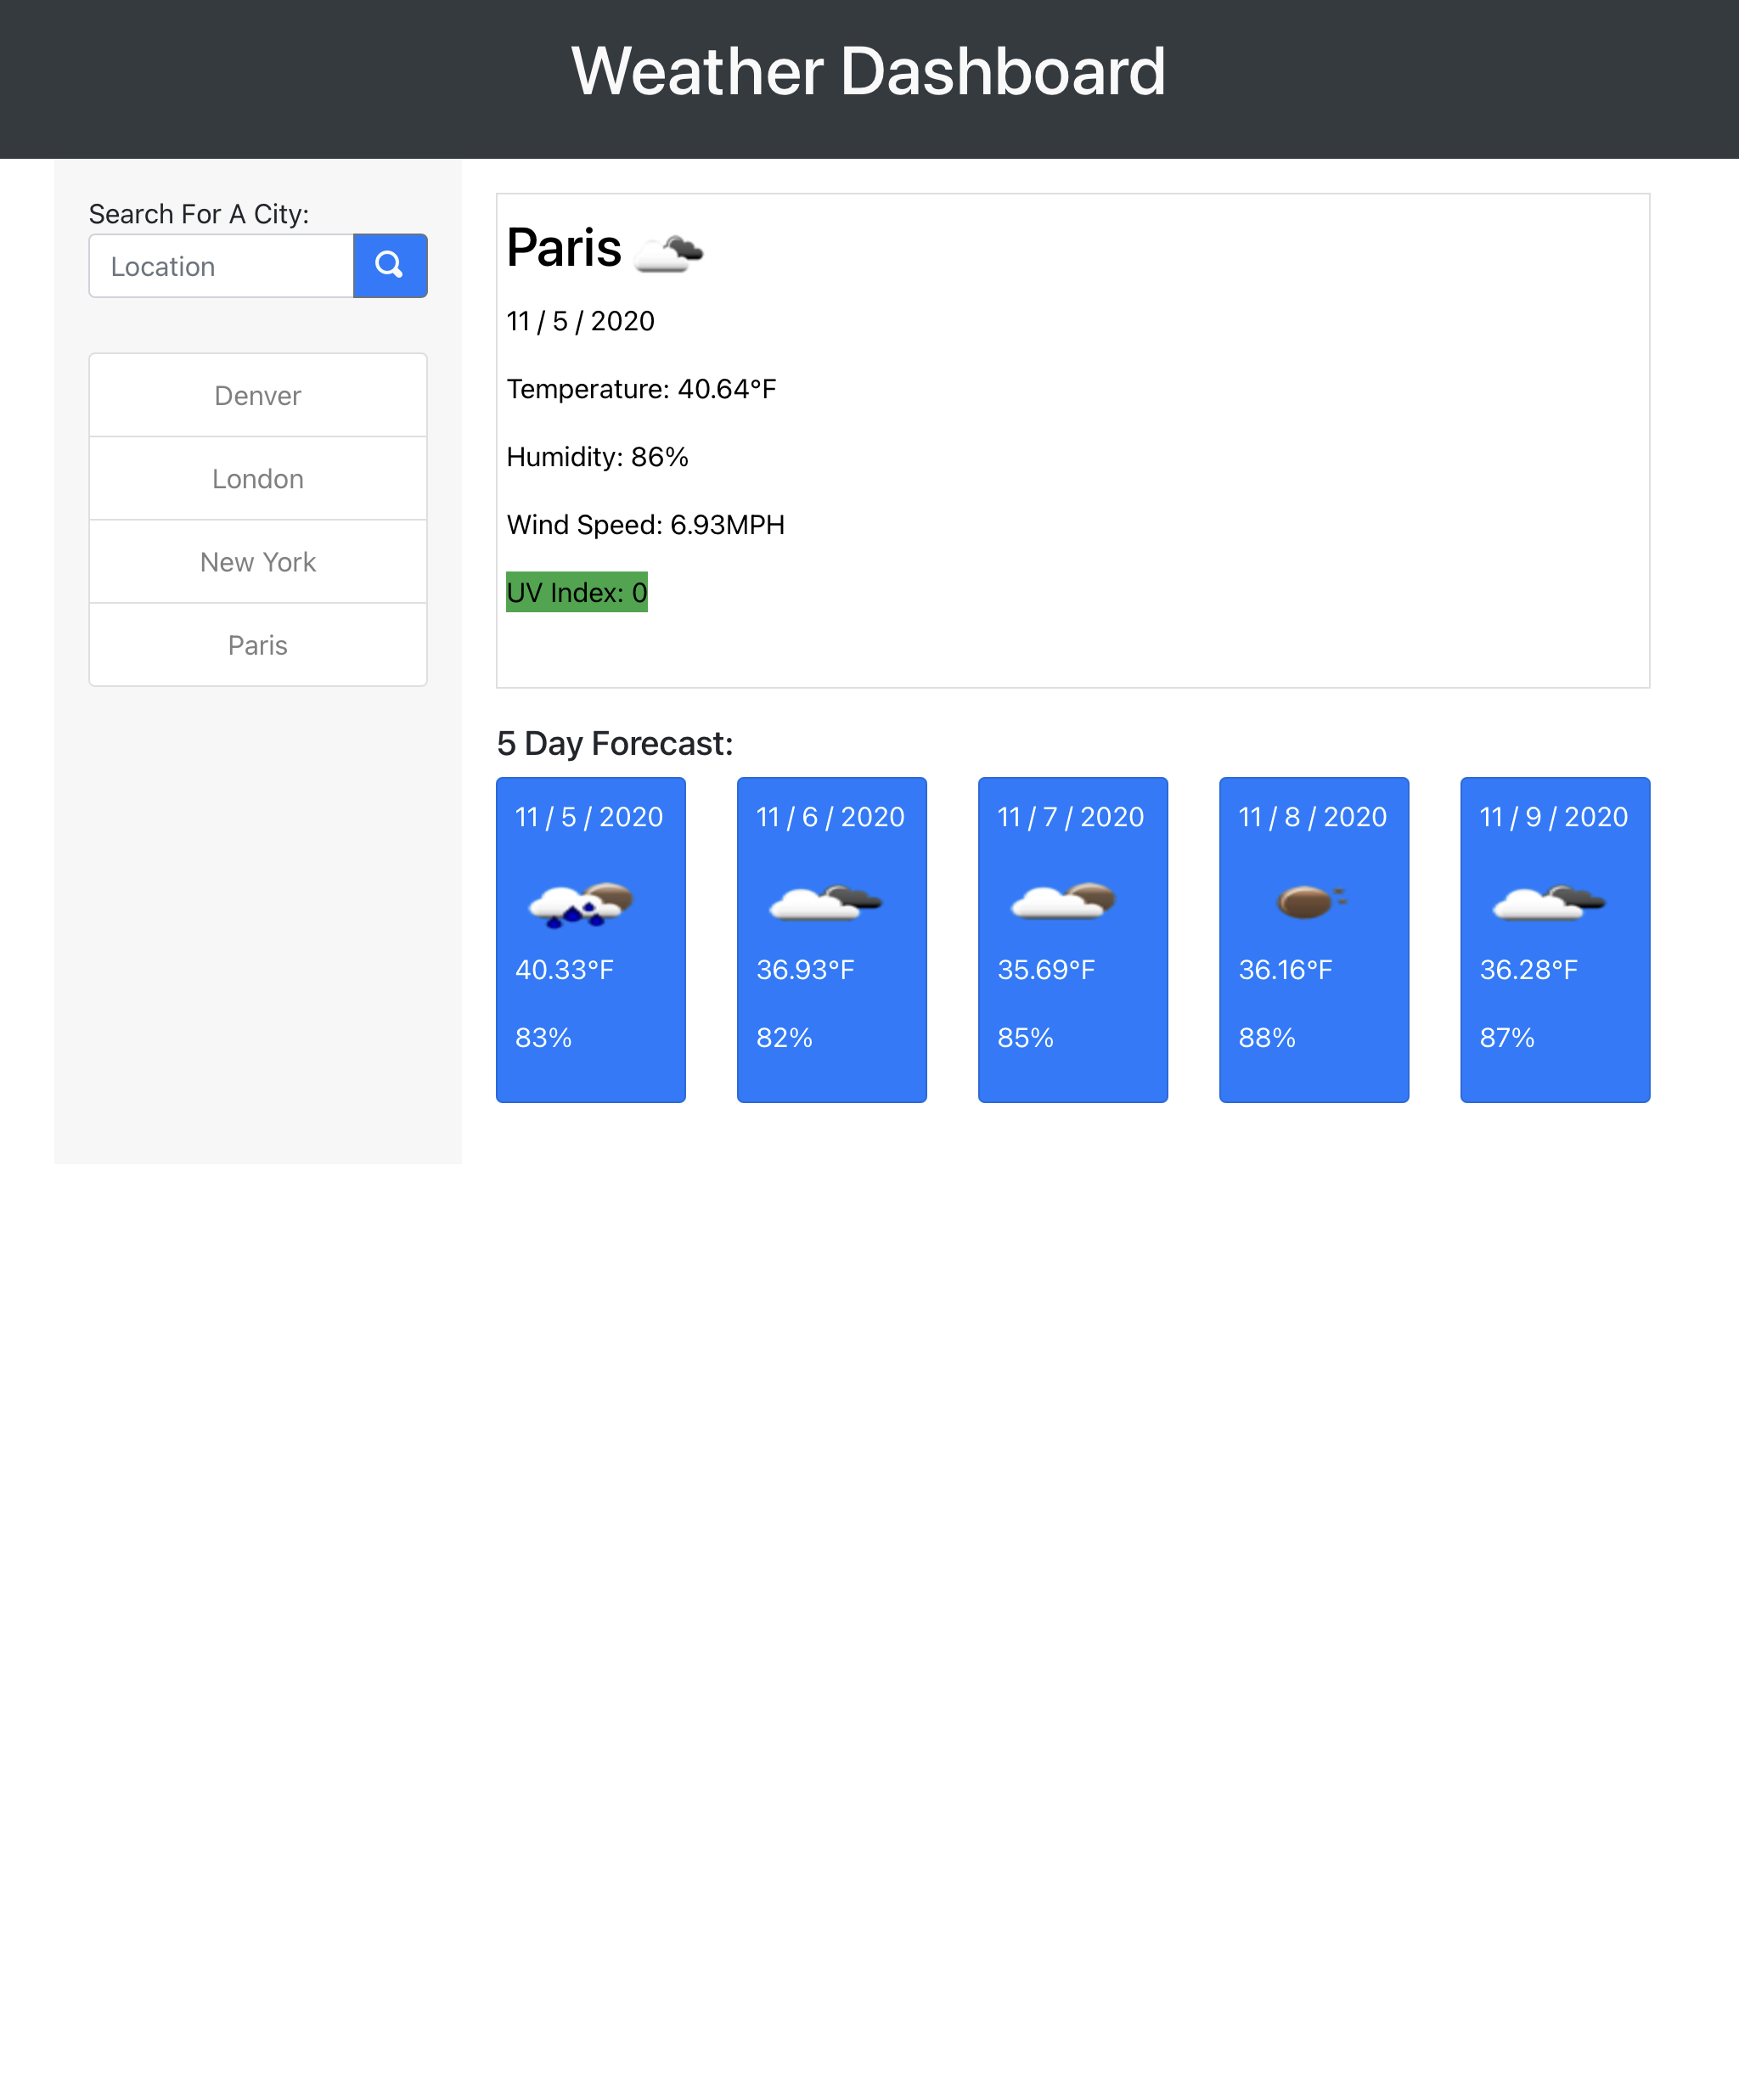 Weather Dashboard
Search For A City:
Location
Denver
London
New York
Paris
Paris
11 / 5 / 2020
Temperature: 40.64°F
Humidity: 86%
Wind Speed: 6.93MPH
UV Index: 0
5 Day Forecast:
11 / 5 / 2020
40.33°F
83%
11 / 6 / 2020
36.93°F
82%
11 / 7 / 2020
35.69°F
85%
11 / 8 / 2020
36.16°F
88%
11 / 9 / 2020
36.28°F
87%